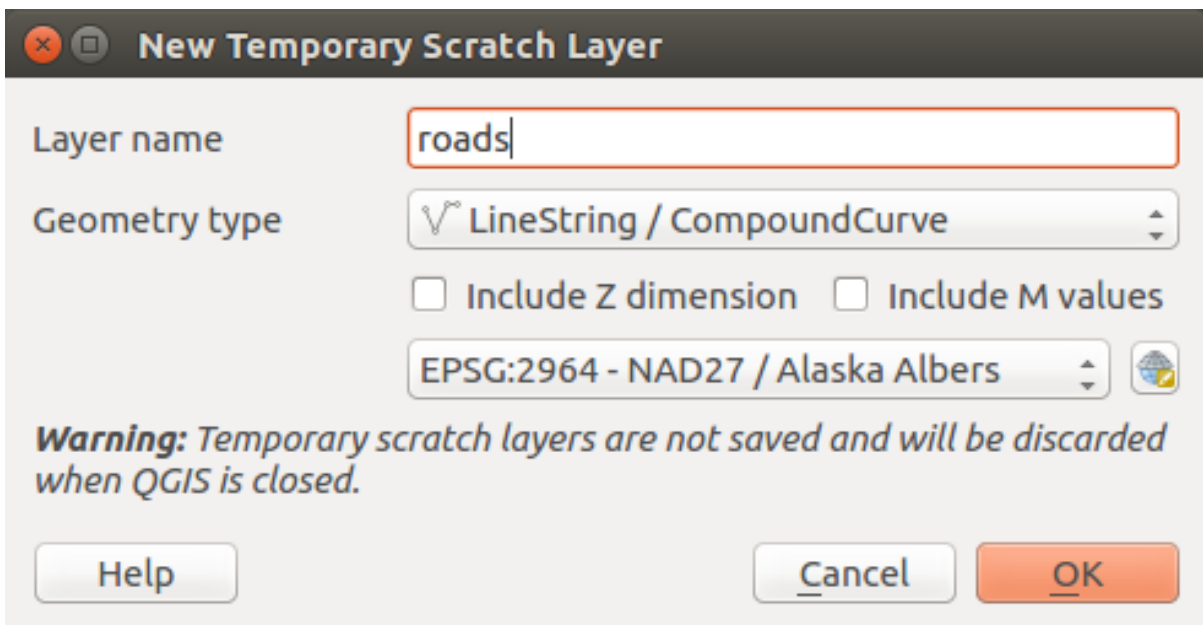 New Temporary Scratch Layer
Layer name
roads
Geometry type
LineString / CompoundCurve
Include Z dimension
Include M values
EPSG:2964 - NAD27 / Alaska Albers
Warning: Temporary scratch layers are not saved and will be discarded
when QGIS is closed.
Help
Cancel
OK